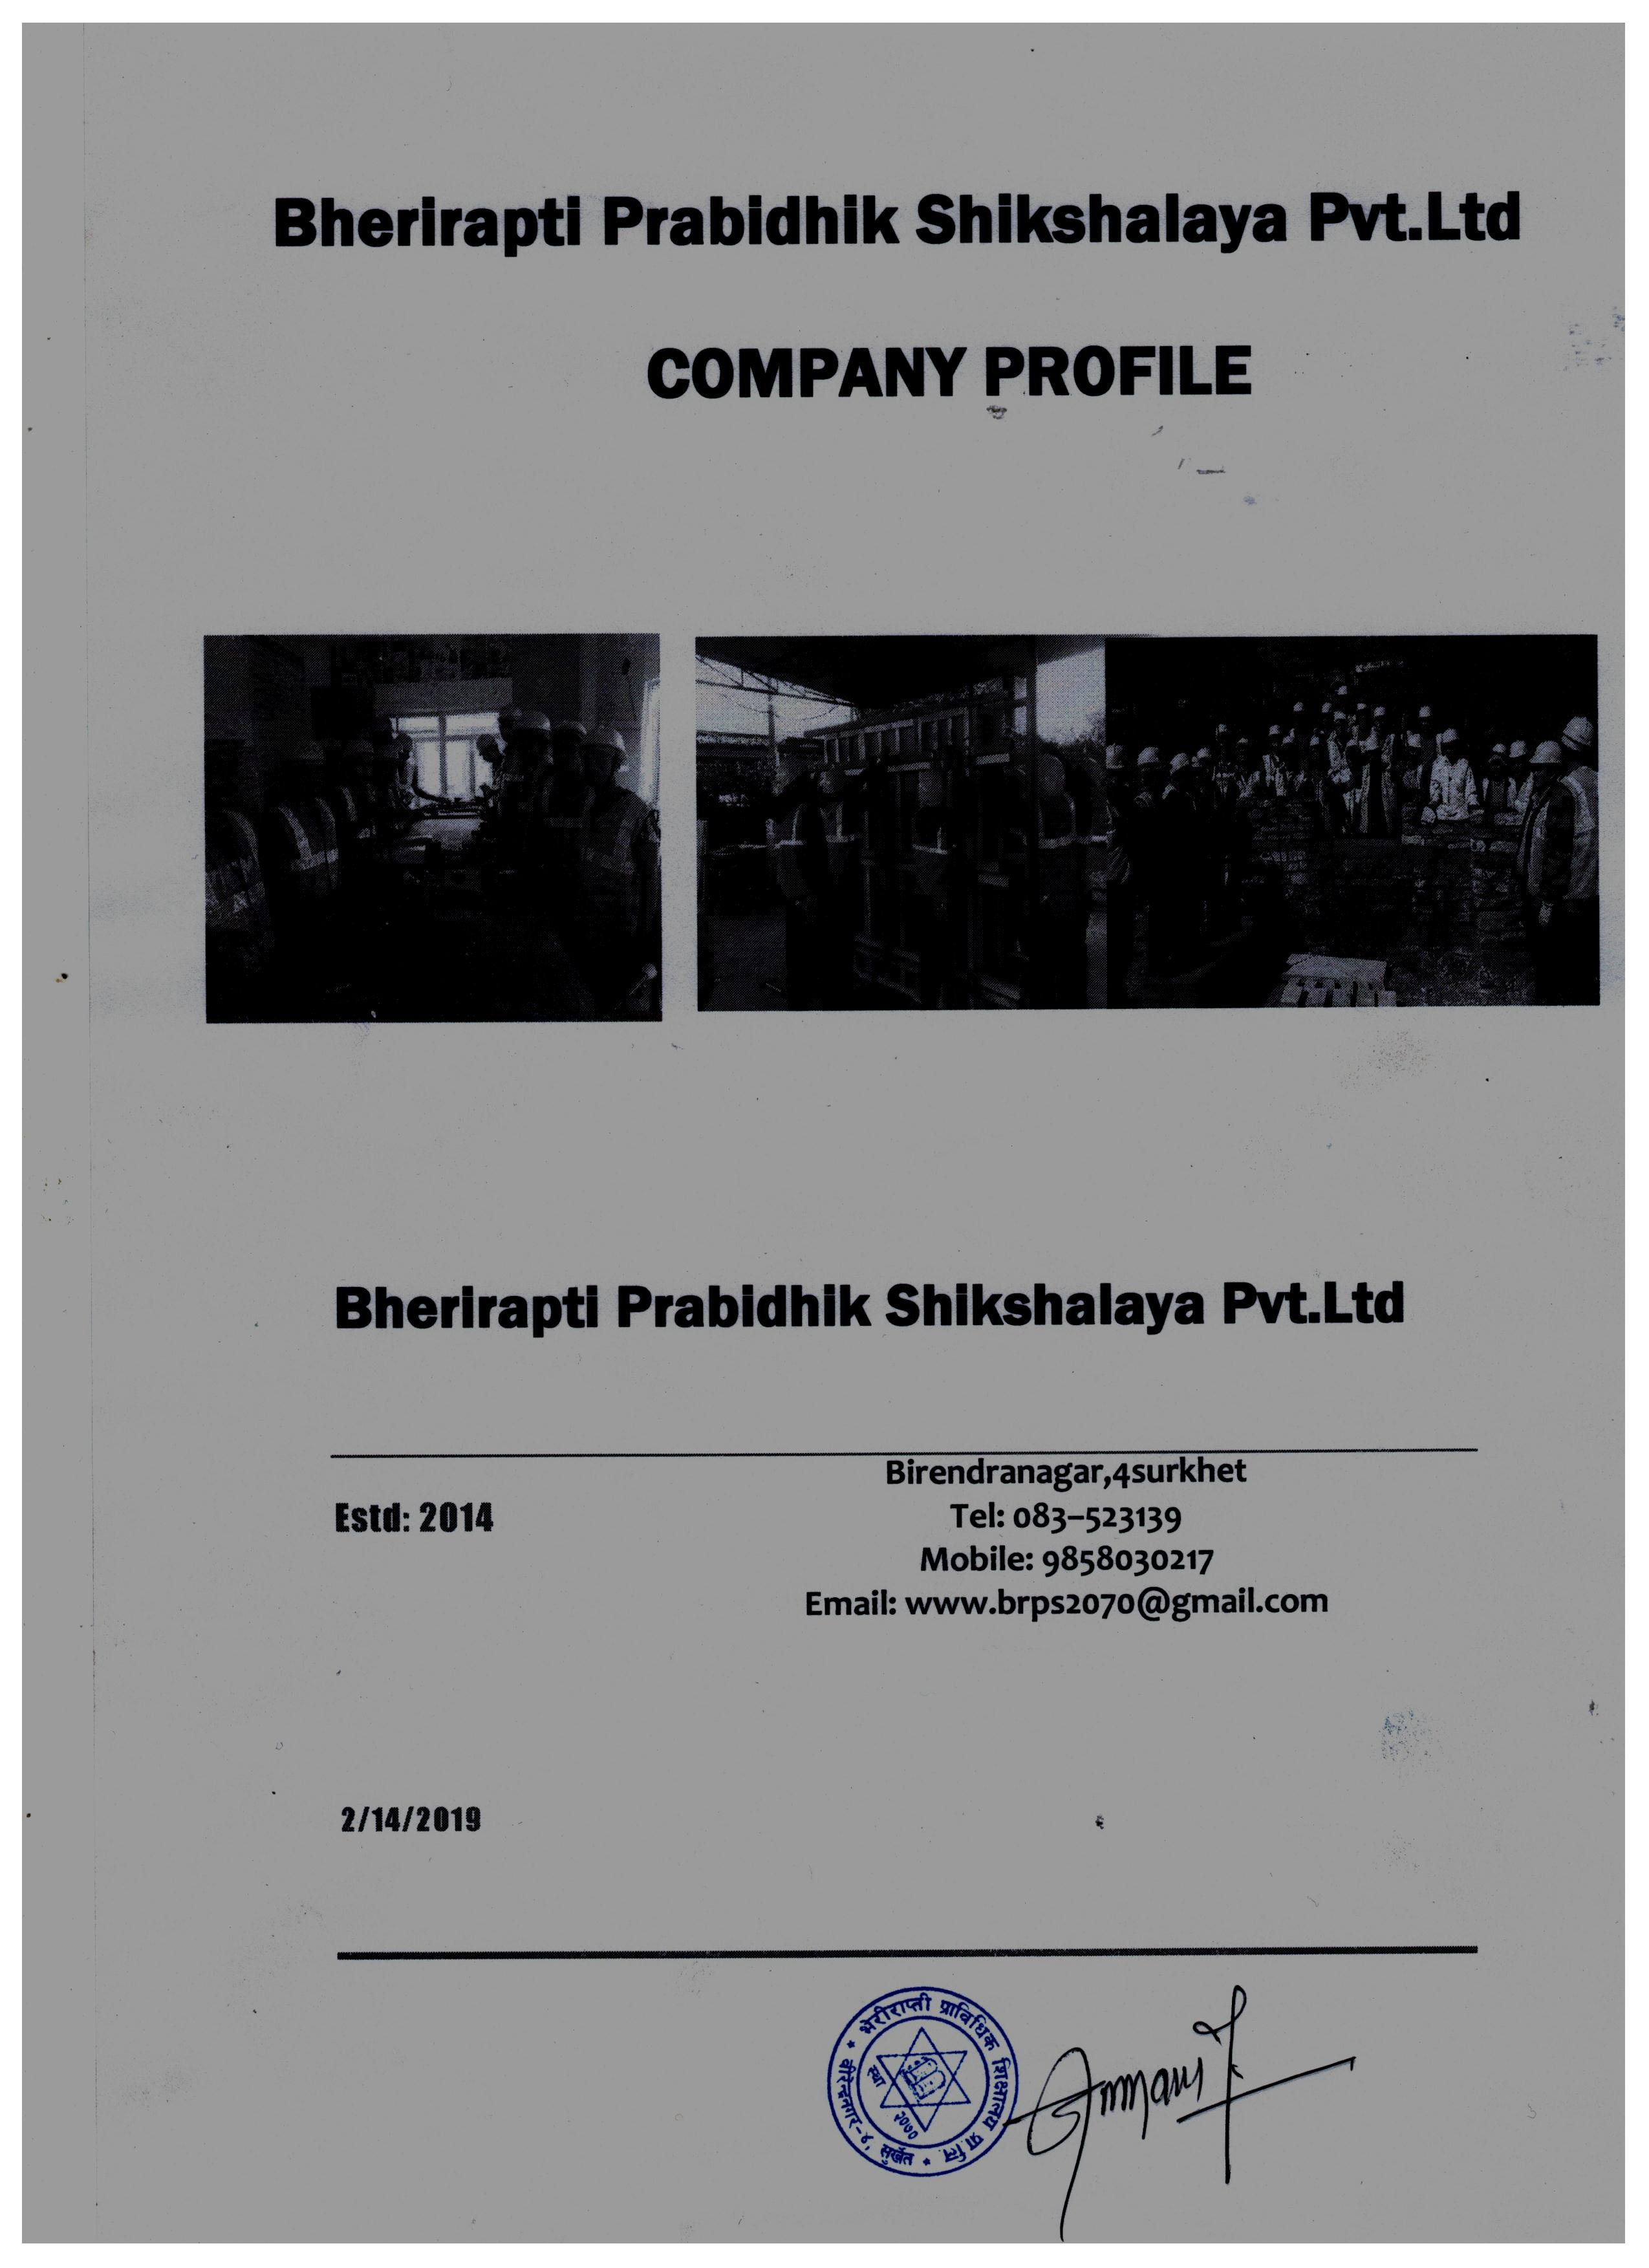 Bherirapti Prabidhik Shikshalaya Pvt.Ltd
COMPANY PROFILE
Bherirapti Prabidhik Shikshalaya Pvt.Ltd
Birendranagar,4surkhet
Estd: 2014
Tel: 083–523139
Mobile: 9858030217
Email: www.brps2070@gmail.com
2/14/2019
भेरीराप्ती प्राविधिक शिक्षालय प्रा.लि.
वीरेन्द्रनगर-४, सुर्खेत
स्था
२०७०